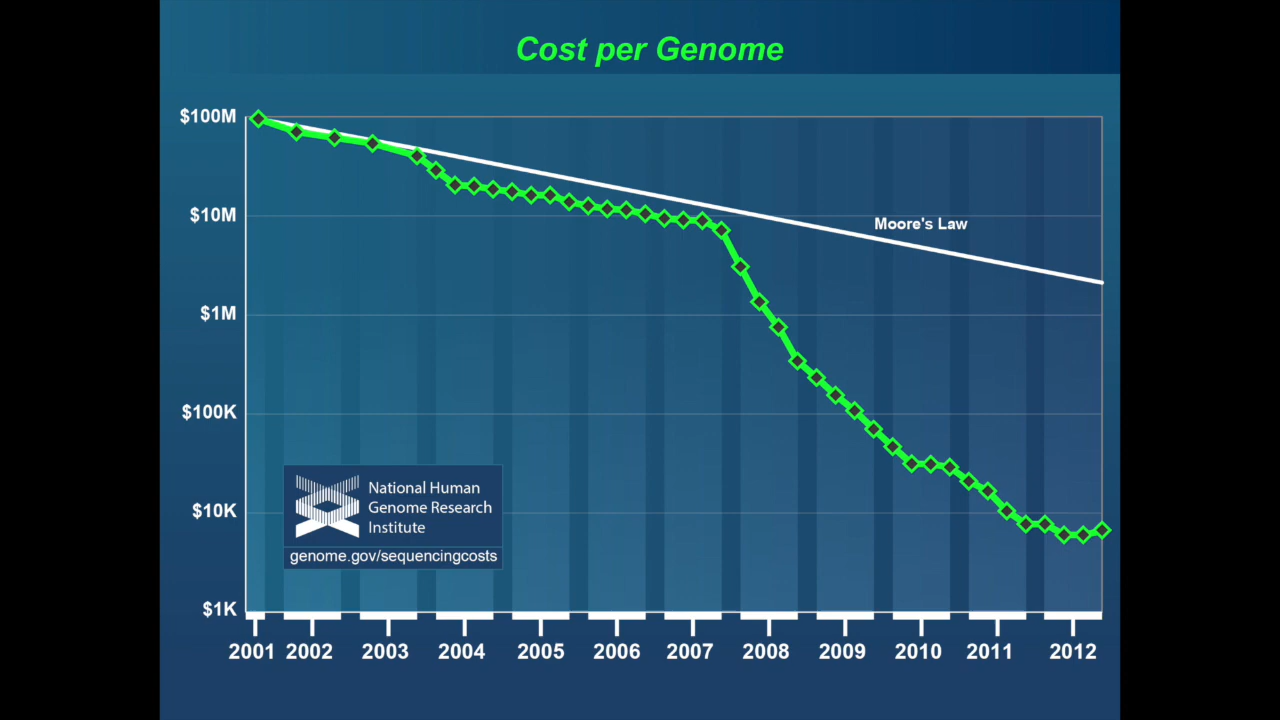 Cost per Genome
$100M
$10M
Moore's Law
$1M
$100K
National Human
Genome Research
Institute
genome.gov/sequencingcosts
$10K
$1K
2001 2002 2003 2004 2005 2006 2007 2008 2009 2010 2011 2012